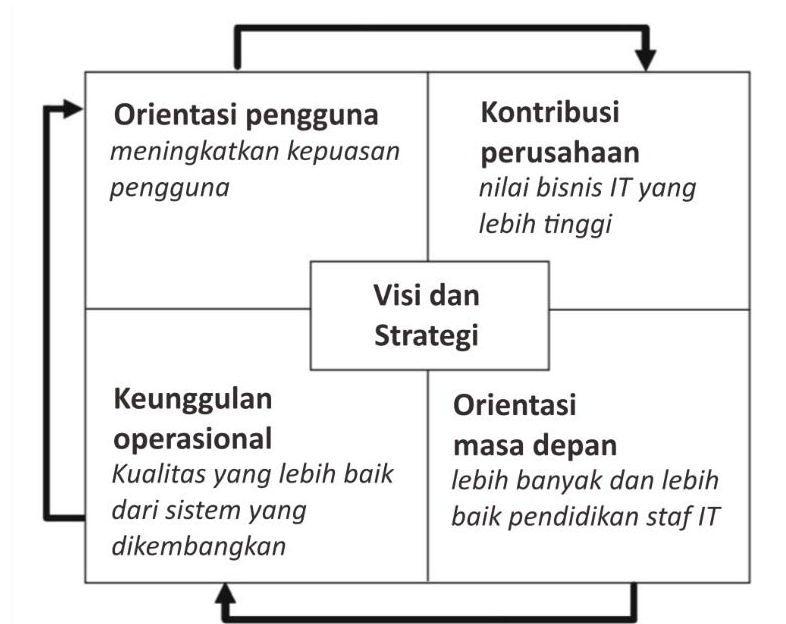 Orientasi pengguna
meningkatkan kepuasan
pengguna
Kontribusi
perusahaan
nilai bisnis IT yang
lebih tinggi
Visi dan
Strategi
Keunggulan
operasional
Kualitas yang lebih baik
dari sistem yang
dikembangkan
Orientasi
masa depan
lebih banyak dan lebih
baik pendidikan staf IT